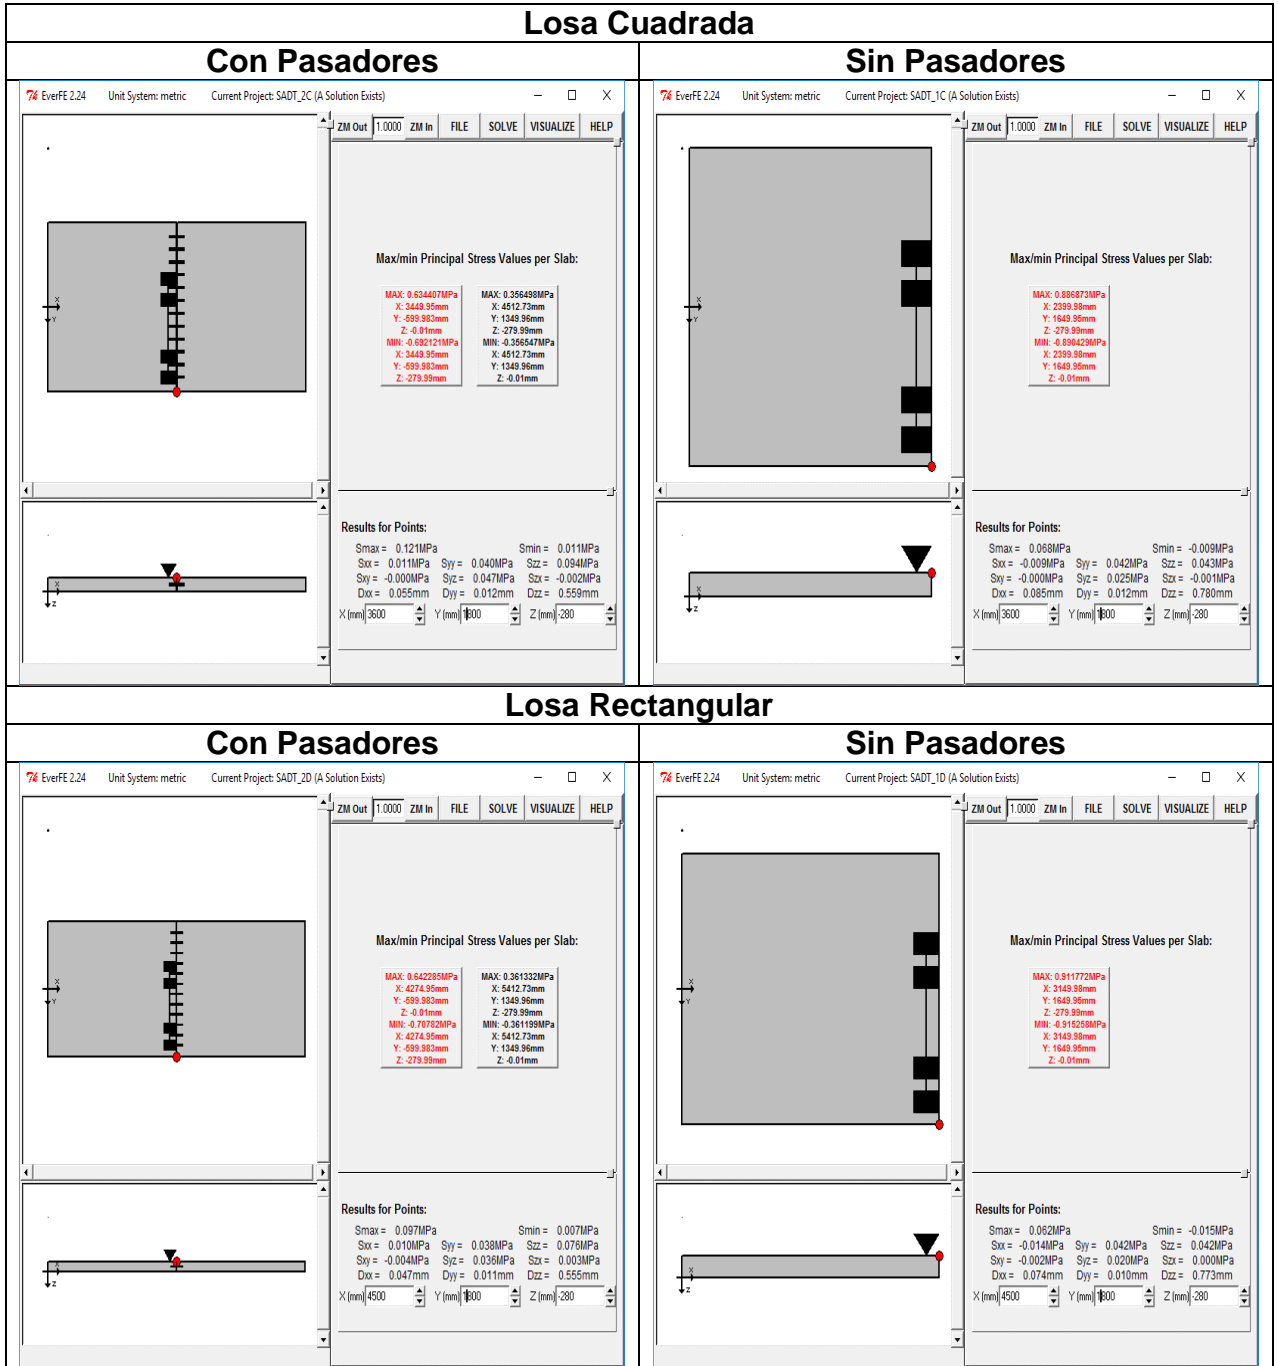 Losa Cuadrada
Con Pasadores
Sin Pasadores
EverFE 2.24 Unit System: metric Current Project: SADT_2C (A Solution Exists)
ZM Out 1.0000 ZM In FILE SOLVE VISUALIZE HELP
X
Y
Max/min Principal Stress Values per Slab:
MAX: 0.634407MPa
X: 3449.95mm
Y: -599.983mm
Z: -0.01mm
MIN: -0.692121MPa
X: 3449.95mm
Y: -599.983mm
Z: -279.99mm
MAX: 0.356498MPa
X: 4512.73mm
Y: 1349.96mm
Z: -279.99mm
MIN: -0.356547MPa
X: 4512.73mm
Y: 1349.96mm
Z: -0.01mm
X
Z
Results for Points:
Smax = 0.121MPa Smin = 0.011MPa
Sxx = 0.011MPa Syy = 0.040MPa Szz = 0.094MPa
Sxy = -0.000MPa Syz = 0.047MPa Szx = -0.002MPa
Dxx = 0.055mm Dyy = 0.012mm Dzz = 0.559mm
X (mm) 3600 Y (mm) 1800 Z (mm) -280
EverFE 2.24 Unit System: metric Current Project: SADT_1C (A Solution Exists)
ZM Out 1.0000 ZM In FILE SOLVE VISUALIZE HELP
X
Y
Max/min Principal Stress Values per Slab:
MAX: 0.886873MPa
X: 2399.98mm
Y: 1649.95mm
Z: -279.99mm
MIN: -0.890429MPa
X: 2399.98mm
Y: 1649.95mm
Z: -0.01mm
X
Z
Results for Points:
Smax = 0.068MPa Smin = -0.009MPa
Sxx = -0.009MPa Syy = 0.042MPa Szz = 0.043MPa
Sxy = -0.000MPa Syz = 0.025MPa Szx = -0.001MPa
Dxx = 0.085mm Dyy = 0.012mm Dzz = 0.780mm
X (mm) 3600 Y (mm) 1800 Z (mm) -280
Losa Rectangular
Con Pasadores
Sin Pasadores
EverFE 2.24 Unit System: metric Current Project: SADT_2D (A Solution Exists)
ZM Out 1.0000 ZM In FILE SOLVE VISUALIZE HELP
X
Y
Max/min Principal Stress Values per Slab:
MAX: 0.642285MPa
X: 4274.95mm
Y: -599.983mm
Z: -0.01mm
MIN: -0.70782MPa
X: 4274.95mm
Y: -599.983mm
Z: -279.99mm
MAX: 0.361332MPa
X: 5412.73mm
Y: 1349.96mm
Z: -279.99mm
MIN: -0.361199MPa
X: 5412.73mm
Y: 1349.96mm
Z: -0.01mm
X
Z
Results for Points:
Smax = 0.097MPa Smin = 0.007MPa
Sxx = 0.010MPa Syy = 0.038MPa Szz = 0.076MPa
Sxy = -0.004MPa Syz = 0.036MPa Szx = 0.003MPa
Dxx = 0.047mm Dyy = 0.011mm Dzz = 0.555mm
X (mm) 4500 Y (mm) 1800 Z (mm) -280
EverFE 2.24 Unit System: metric Current Project: SADT_1D (A Solution Exists)
ZM Out 1.0000 ZM In FILE SOLVE VISUALIZE HELP
X
Y
Max/min Principal Stress Values per Slab:
MAX: 0.911772MPa
X: 3149.98mm
Y: 1649.95mm
Z: -279.99mm
MIN: -0.915258MPa
X: 3149.98mm
Y: 1649.95mm
Z: -0.01mm
X
Z
Results for Points:
Smax = 0.062MPa Smin = -0.015MPa
Sxx = -0.014MPa Syy = 0.042MPa Szz = 0.042MPa
Sxy = -0.002MPa Syz = 0.020MPa Szx = 0.000MPa
Dxx = 0.074mm Dyy = 0.010mm Dzz = 0.773mm
X (mm) 4500 Y (mm) 1800 Z (mm) -280